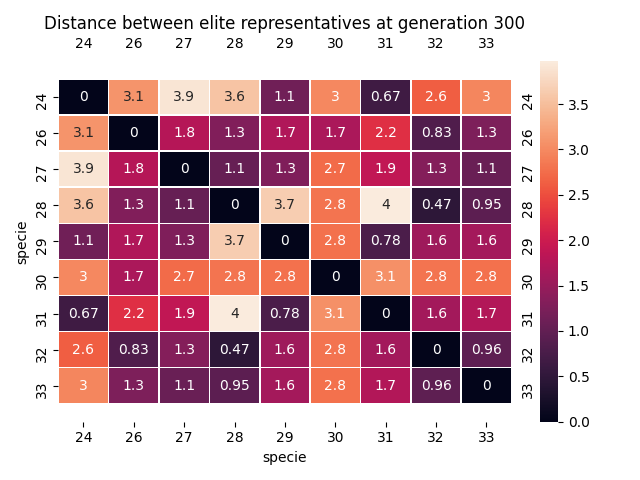 Distance between elite representatives at generation 300
24 26 27 28 29 30 31 32 33
24 0 3.1 3.9 3.6 1.1 3 0.67 2.6 3 24
26 3.1 0 1.8 1.3 1.7 1.7 2.2 0.83 1.3 26
27 3.9 1.8 0 1.1 1.3 2.7 1.9 1.3 1.1 27
28 3.6 1.3 1.1 0 3.7 2.8 4 0.47 0.95 28
29 1.1 1.7 1.3 3.7 0 2.8 0.78 1.6 1.6 29
30 3 1.7 2.7 2.8 2.8 0 3.1 2.8 2.8 30
31 0.67 2.2 1.9 4 0.78 3.1 0 1.6 1.7 31
32 2.6 0.83 1.3 0.47 1.6 2.8 1.6 0 0.96 32
33 3 1.3 1.1 0.95 1.6 2.8 1.7 0.96 0 33
24 26 27 28 29 30 31 32 33
specie
specie
3.5
3.0
2.5
2.0
1.5
1.0
0.5
0.0